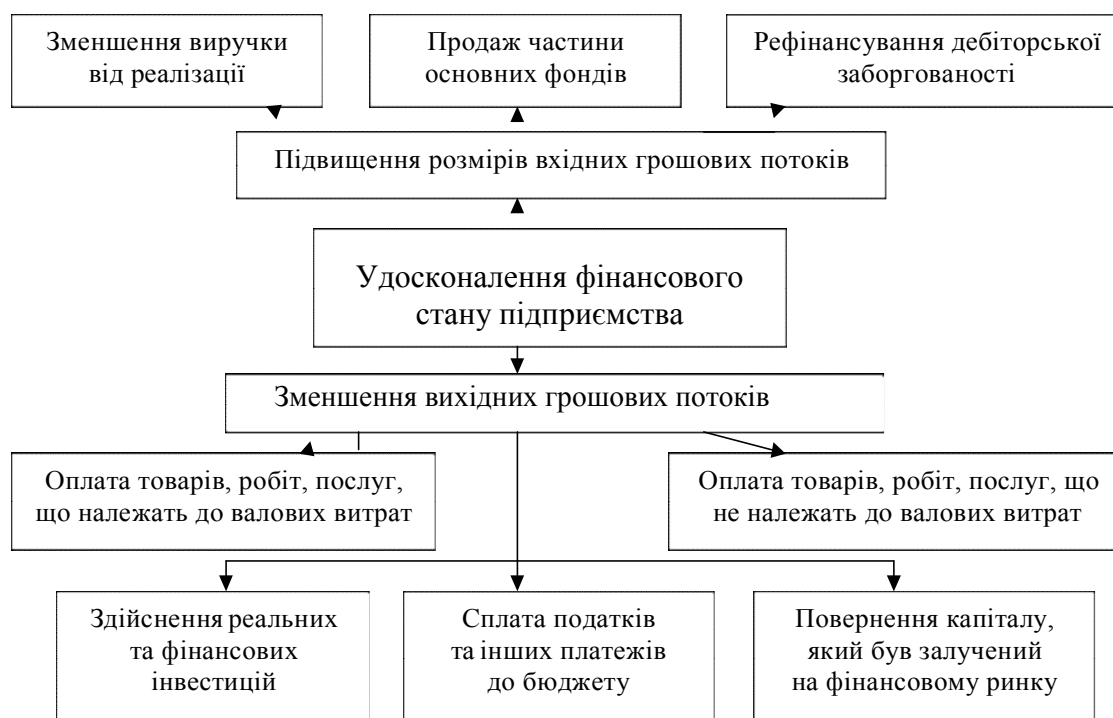 Зменшення виручки
від реалізації
Продаж частини
основних фондів
Рефінансування дебіторської
заборгованості
Підвищення розмірів вхідних грошових потоків
Удосконалення фінансового
стану підприємства
Зменшення вихідних грошових потоків
Оплата товарів, робіт, послуг,
що належать до валових витрат
Оплата товарів, робіт, послуг, що
не належать до валових витрат
Здійснення реальних
та фінансових
інвестицій
Сплата податків
та інших платежів
до бюджету
Повернення капіталу,
який був залучений
на фінансовому ринку